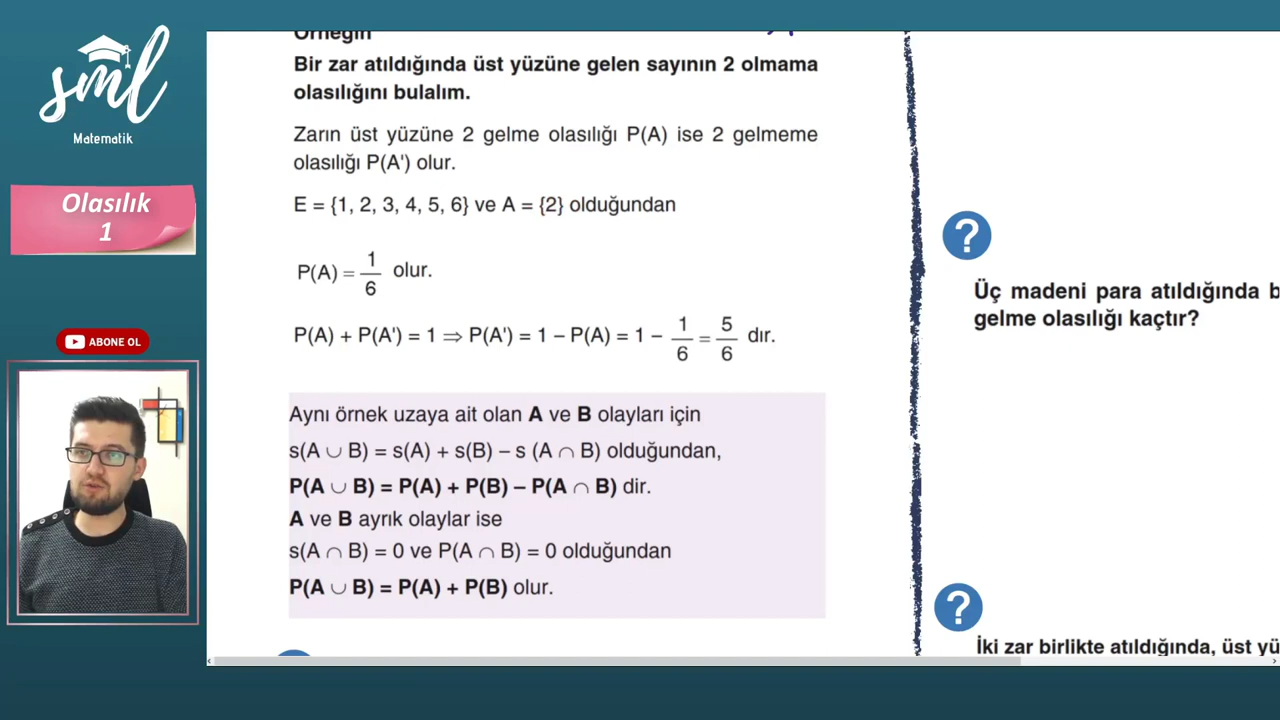 sml
Matematik
Olasılık
1
ABONE OL
Örneğin
Bir zar atıldığında üst yüzüne gelen sayının 2 olmama
olasılığını bulalım.
Zarın üst yüzüne 2 gelme olasılığı P(A) ise 2 gelmeme
olasılığı P(A') olur.
E = {1, 2, 3, 4, 5, 6} ve A = {2} olduğundan
P(A) = 1/6 olur.
P(A) + P(A') = 1 ⇒ P(A') = 1 – P(A) = 1 – 1/6 = 5/6 dır.
Aynı örnek uzaya ait olan A ve B olayları için
s(A ∪ B) = s(A) + s(B) – s (A ∩ B) olduğundan,
P(A ∪ B) = P(A) + P(B) – P(A ∩ B) dir.
A ve B ayrık olaylar ise
s(A ∩ B) = 0 ve P(A ∩ B) = 0 olduğundan
P(A ∪ B) = P(A) + P(B) olur.
?
Üç madeni para atıldığında b
gelme olasılığı kaçtır?
?
İki zar birlikte atıldığında, üst yü